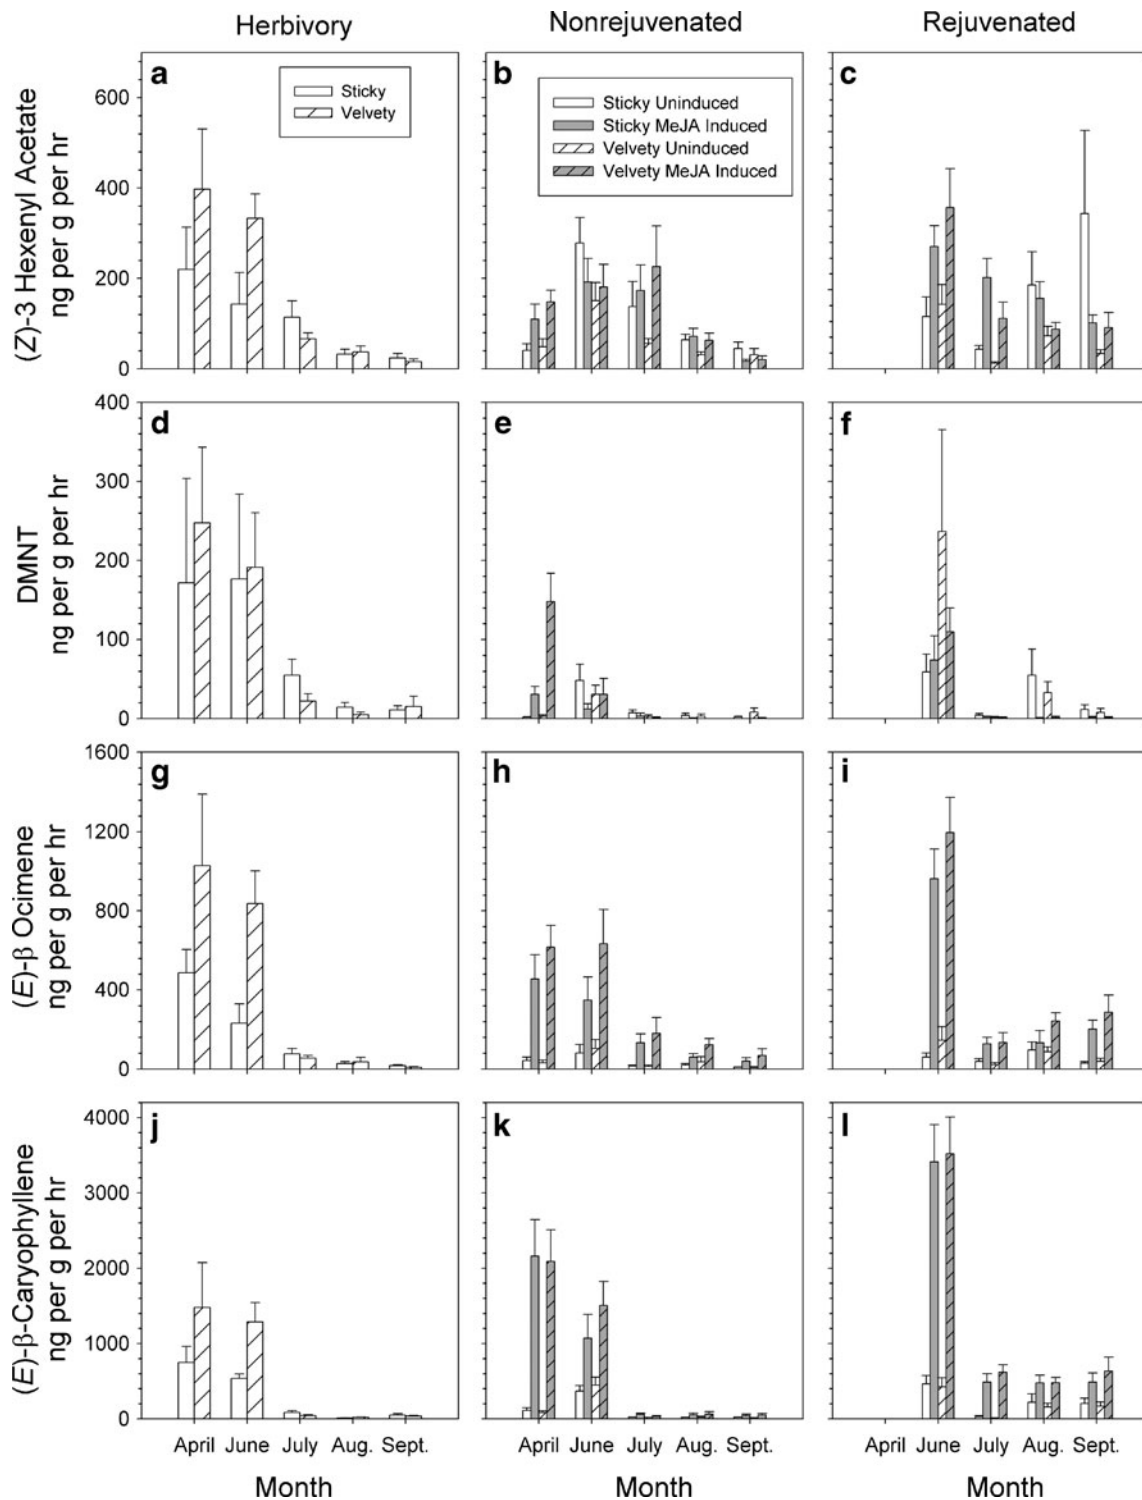 Herbivory
Nonrejuvenated
Rejuvenated
(Z)-3 Hexenyl Acetate
ng per g per hr
600
400
200
0
a
Sticky
Velvety
b
Sticky Uninduced
Sticky MeJA Induced
Velvety Uninduced
Velvety MeJA Induced
c
DMNT
ng per g per hr
400
300
200
100
0
d
e
f
(E)-β Ocimene
ng per g per hr
1600
1200
800
400
0
g
h
i
(E)-β-Caryophyllene
ng per g per hr
4000
3000
2000
1000
0
j
k
l
April June July Aug. Sept.
April June July Aug. Sept.
April June July Aug. Sept.
Month
Month
Month